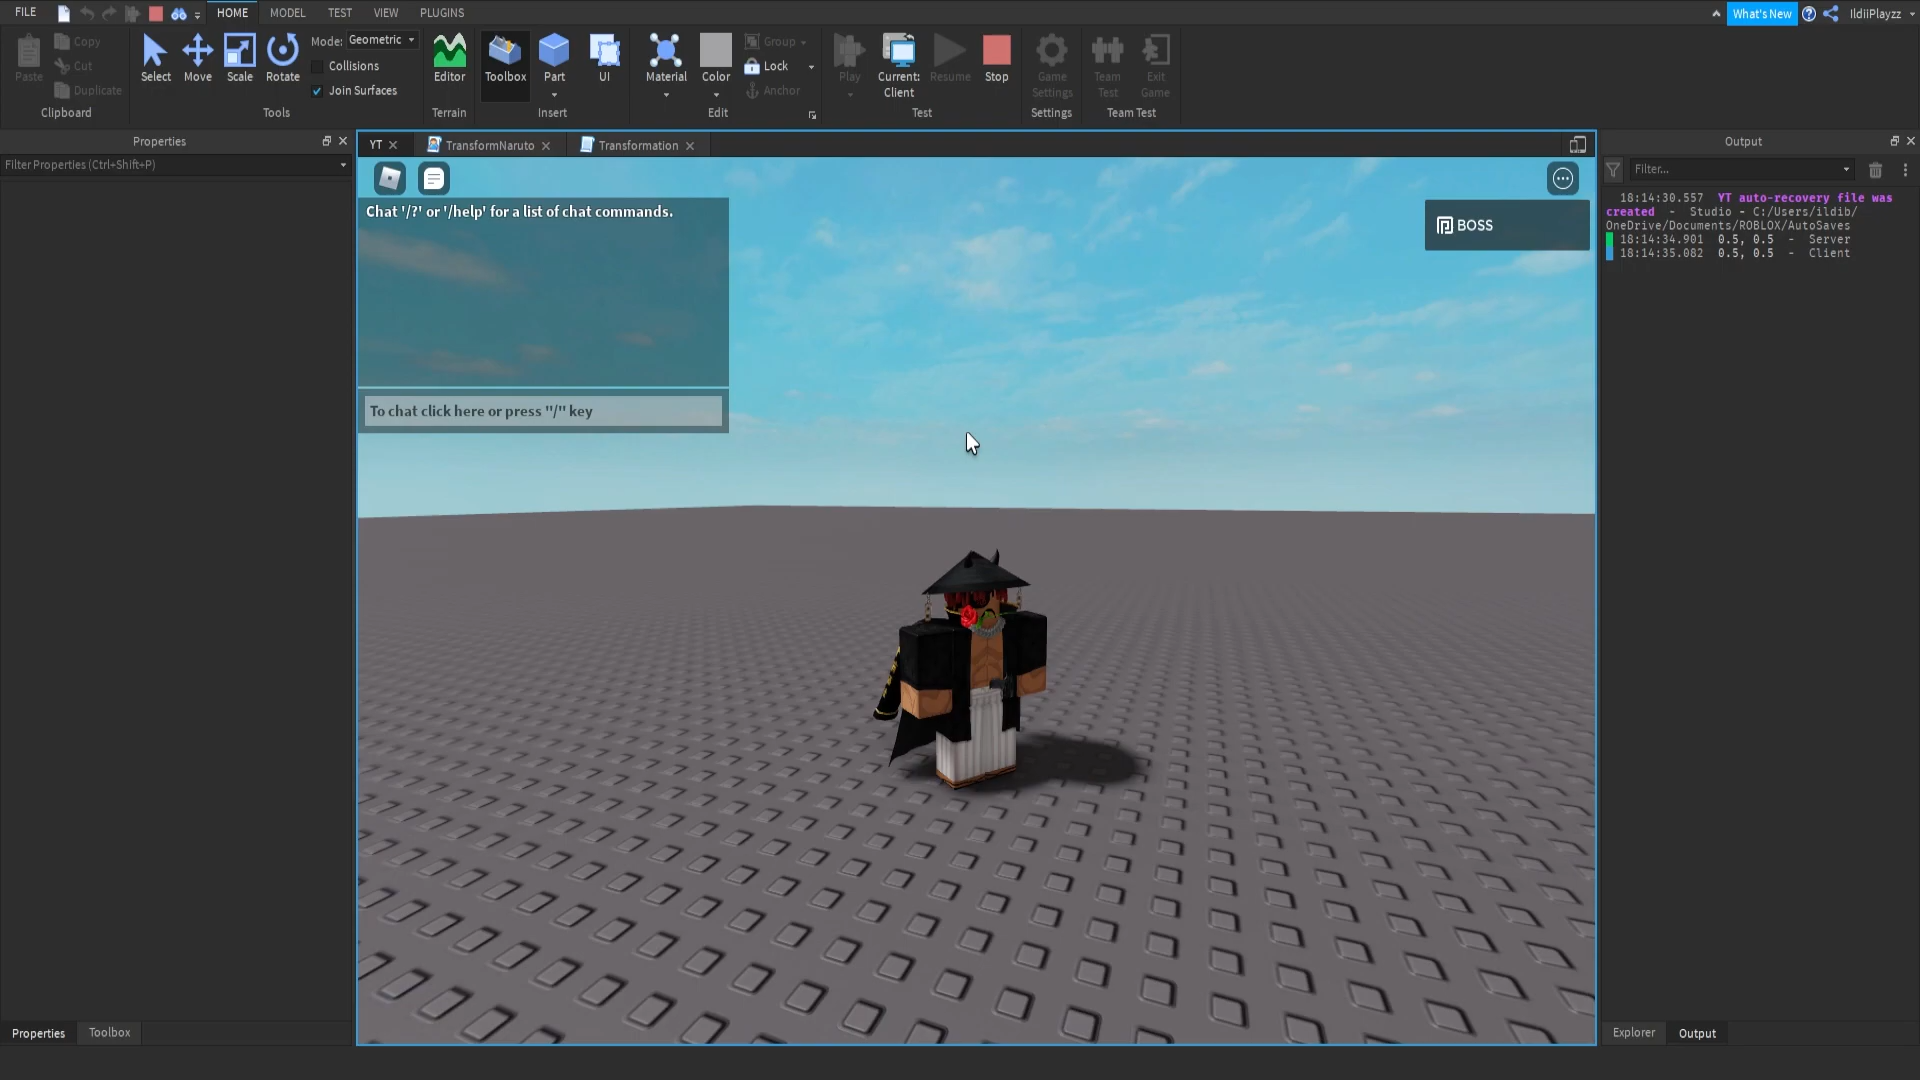 FILE
HOME
MODEL
TEST
VIEW
PLUGINS
What's New
IldiiPlayzz
Paste
Copy
Cut
Duplicate
Clipboard
Select
Move
Scale
Rotate
Mode: Geometric
Collisions
Join Surfaces
Tools
Editor
Terrain
Toolbox
Part
UI
Insert
Material
Color
Group
Lock
Anchor
Edit
Play
Current:
Client
Resume
Stop
Test
Game
Settings
Settings
Team
Test
Exit
Game
Team Test
Properties
Filter Properties (Ctrl+Shift+P)
YT
TransformNaruto
Transformation
Chat '/?' or '/help' for a list of chat commands.
To chat click here or press "/" key
BOSS
Output
Filter...
18:14:30.557 YT auto-recovery file was
created - Studio - C:/Users/ildib/
OneDrive/Documents/ROBLOX/AutoSaves
18:14:34.901 0.5, 0.5 - Server
18:14:35.082 0.5, 0.5 - Client
Properties
Toolbox
Explorer
Output